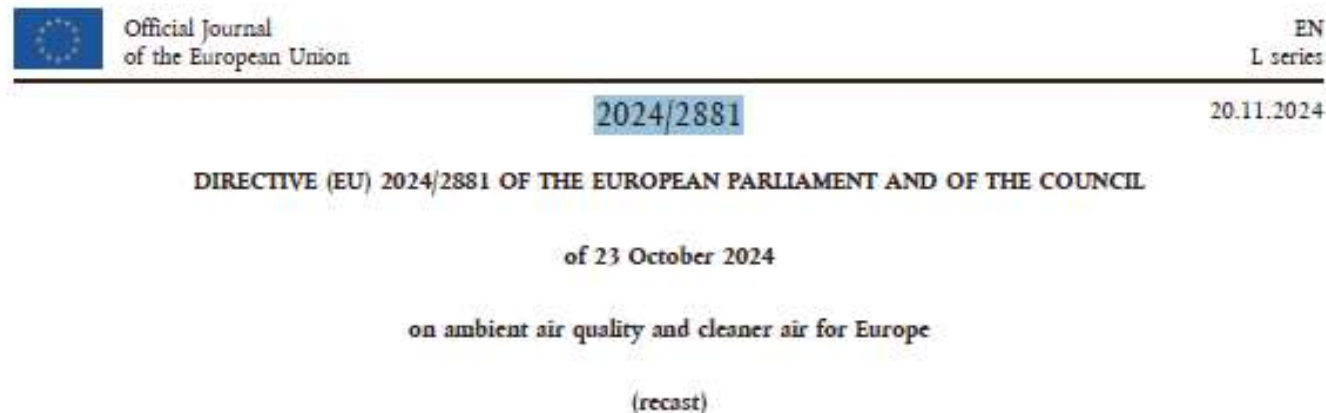 Official Journal
of the European Union
EN
L series
2024/2881
20.11.2024
DIRECTIVE (EU) 2024/2881 OF THE EUROPEAN PARLIAMENT AND OF THE COUNCIL
of 23 October 2024
on ambient air quality and cleaner air for Europe
(recast)